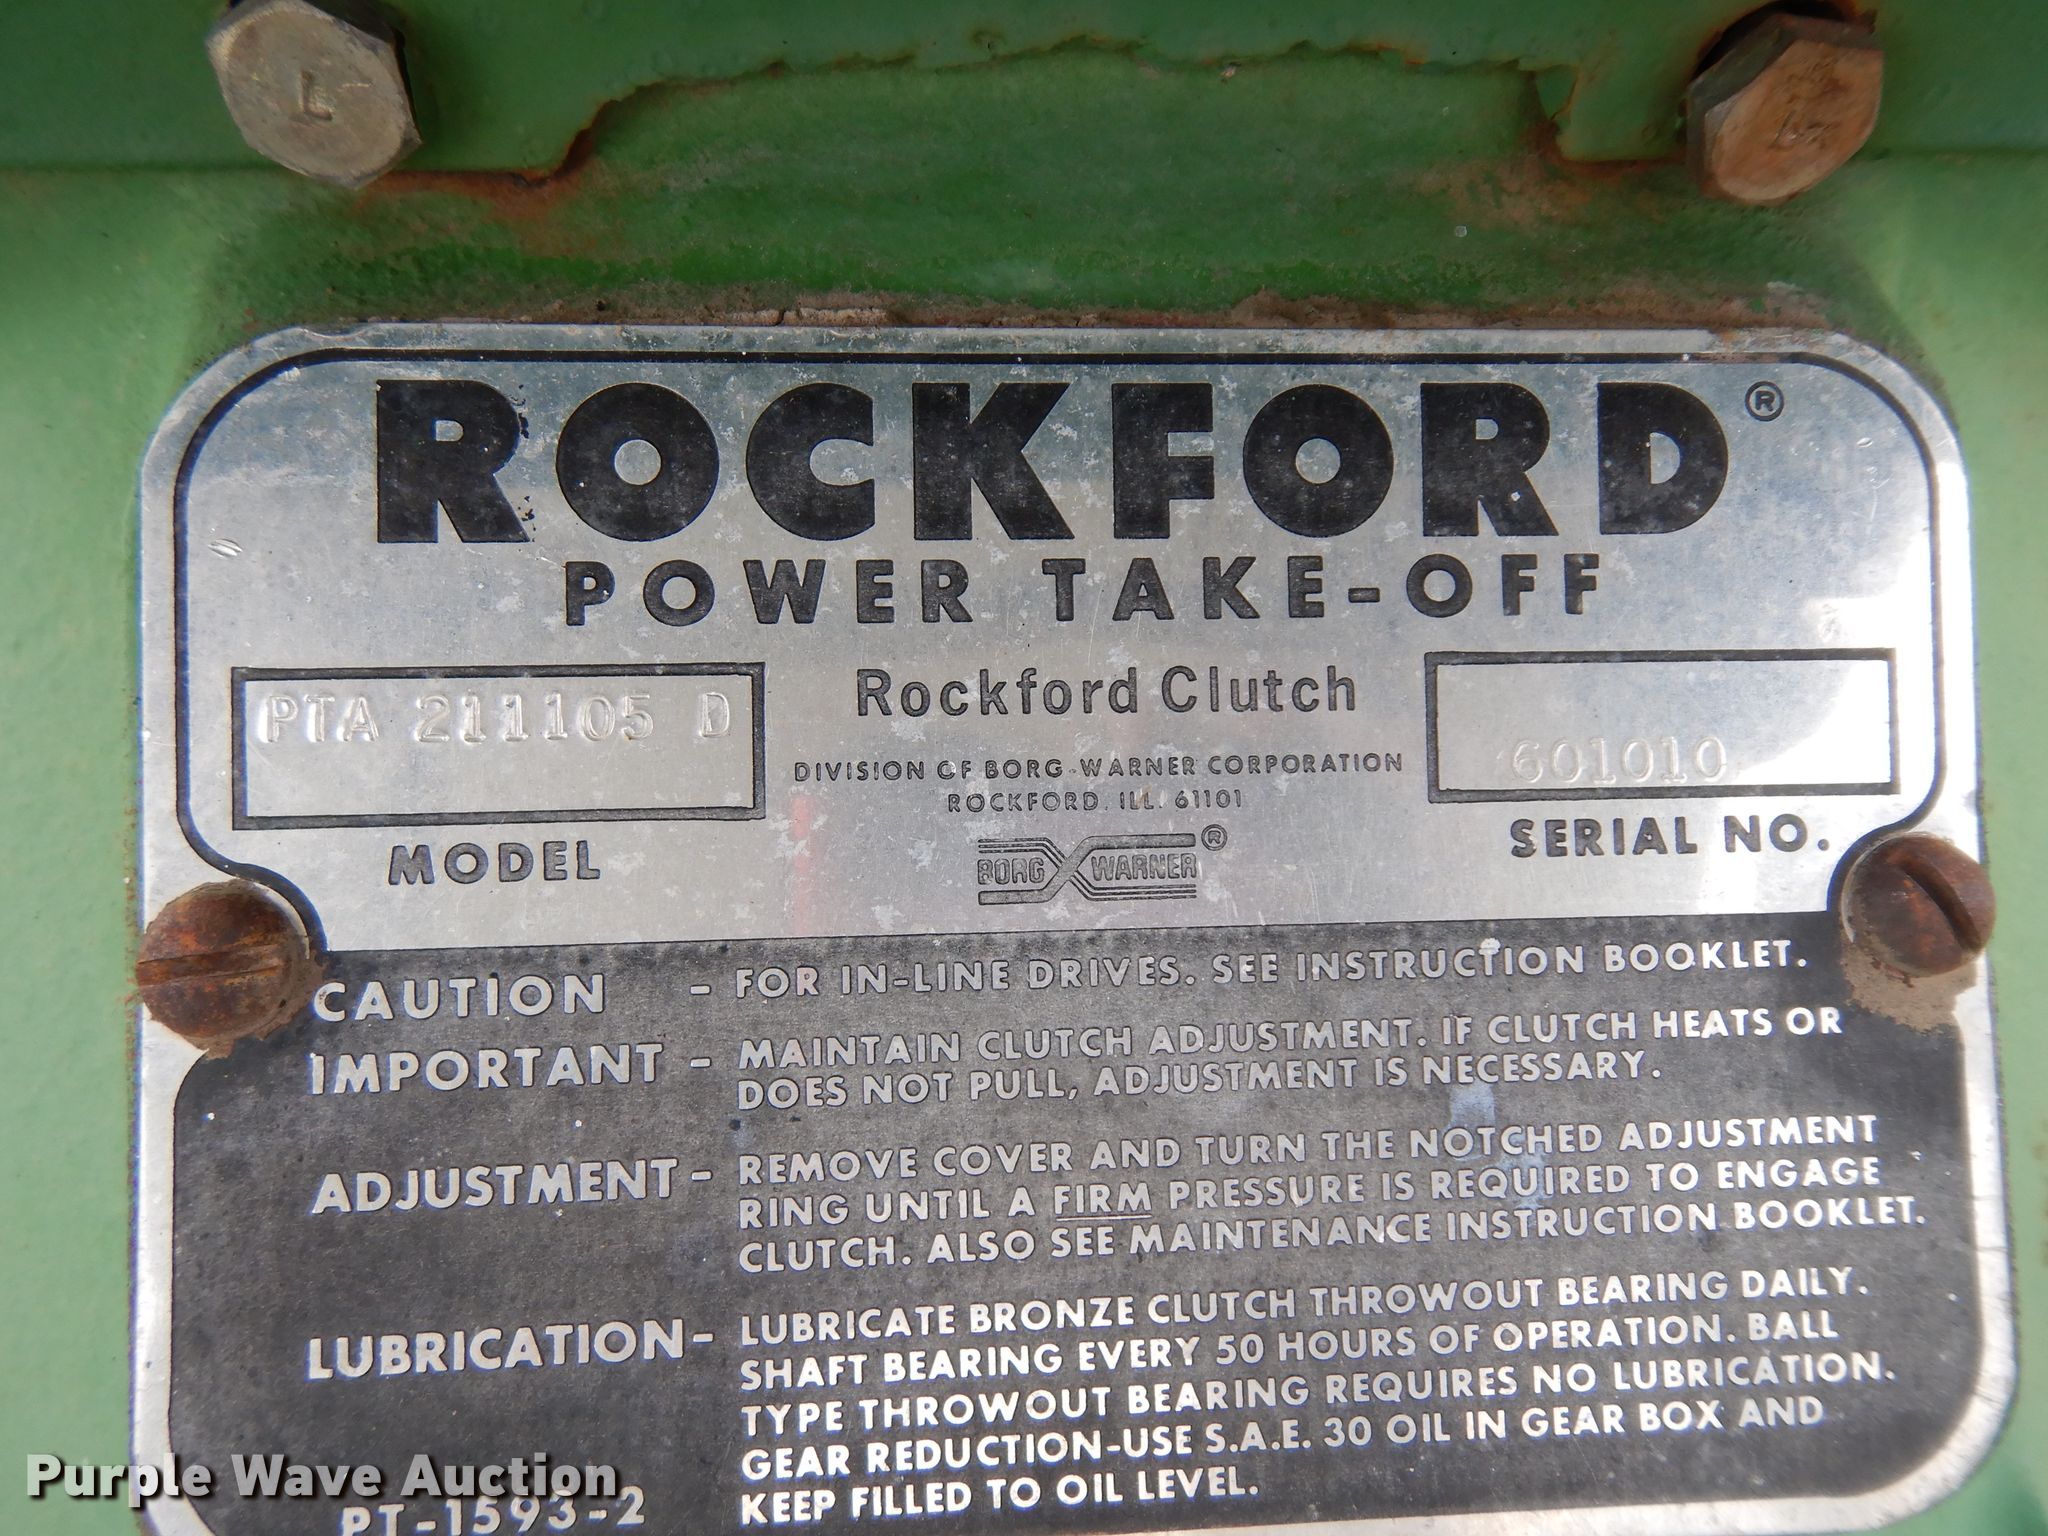 L
L
ROCKFORD®
POWER TAKE-OFF
PTA 211105 D
Rockford Clutch
601010
DIVISION OF BORG-WARNER CORPORATION
ROCKFORD, ILL. 61101
MODEL
BORG WARNER®
SERIAL NO.
CAUTION - FOR IN-LINE DRIVES. SEE INSTRUCTION BOOKLET.
IMPORTANT - MAINTAIN CLUTCH ADJUSTMENT. IF CLUTCH HEATS OR
DOES NOT PULL, ADJUSTMENT IS NECESSARY.
ADJUSTMENT - REMOVE COVER AND TURN THE NOTCHED ADJUSTMENT
RING UNTIL A FIRM PRESSURE IS REQUIRED TO ENGAGE
CLUTCH. ALSO SEE MAINTENANCE INSTRUCTION BOOKLET.
LUBRICATION - LUBRICATE BRONZE CLUTCH THROWOUT BEARING DAILY.
SHAFT BEARING EVERY 50 HOURS OF OPERATION. BALL
TYPE THROWOUT BEARING REQUIRES NO LUBRICATION.
GEAR REDUCTION-USE S.A.E. 30 OIL IN GEAR BOX AND
KEEP FILLED TO OIL LEVEL.
PT-1593-2
Purple Wave Auction